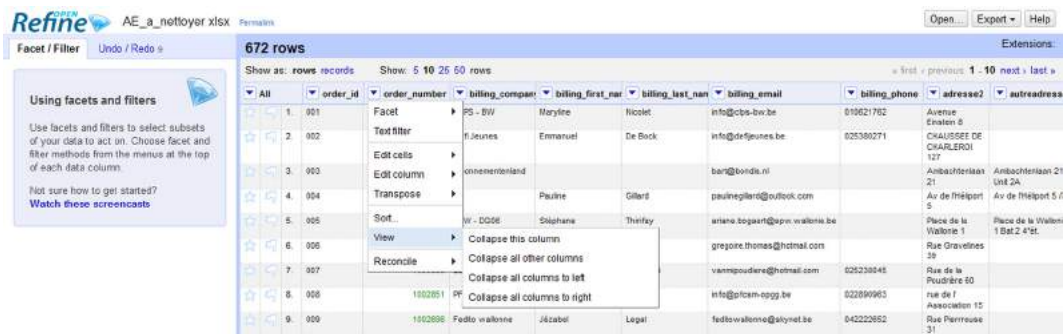 OPEN
Refine AE_a_nettoyer xlsx Permalink Open... Export Help
Facet / Filter Undo / Redo 672 rows Extensions:
Show as: rows records Show: 5 10 25 50 rows « first ‹ previous 1 - 10 next › last »
All order_id order_number billing_company billing_first_nar billing_last_nan billing_email billing_phone adresse2 autreadress
Using facets and filters
Use facets and filters to select subsets
of your data to act on. Choose facet and
filter methods from the menus at the top
of each data column.
Not sure how to get started?
Watch these screencasts
1. 001 PS - BW Maryline Nicolet info@cbs-bw.be 010621762 Avenue
Einstein 8
2. 002 fi Jeunes Emmanuel De Bock info@defijeunes.be 025380271 CHAUSSEE DE
CHARLEROI
127
3. 003 onnemententand bart@bondis.nl Ambachtenlaan Ambachtenlaan 21
21 Unit 2A
4. 004 Pauline Gillard paulinegillard@outlook.com Av de l'Héliport Av de l'Héliport 5
5
5. 005 W - DG06 Stéphane Thirifay ariane.bogaert@spw.wallonie.be Place de la
Wallonie 1 1 Bat 2 4°ét.
6. 006 gregoire.thomas@hotmail.com Rue Gravelines
39
7. 007 vanmipoudiere@hotmail.com 025230045 Rue de la
Poudrière 60
8. 008 1002851 PF info@pfcsm-opgg.be 022890963 rue de l'
Association 15
9. 009 1002696 Fedito wallonne Jézabel Legat feditowallonne@skynet.be 042222652 Rue Pierreuse
31
Facet
Text filter
Edit cells
Edit column
Transpose
Sort...
View
Reconcile
Collapse this column
Collapse all other columns
Collapse all columns to left
Collapse all columns to right